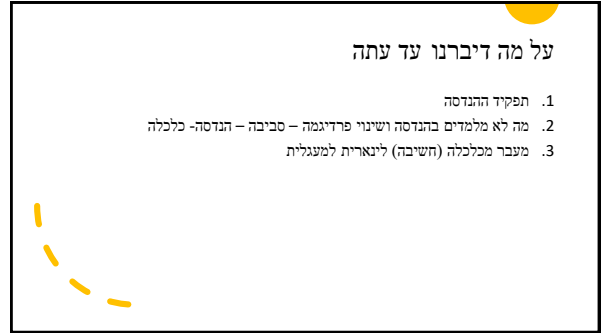 על מה דיברנו עד עתה
1. תפקיד ההנדסה
2. מה לא מלמדים בהנדסה ושינוי פרדיגמה – סביבה – הנדסה- כלכלה
3. מעבר מכלכלה (חשיבה) לינארית למעגלית